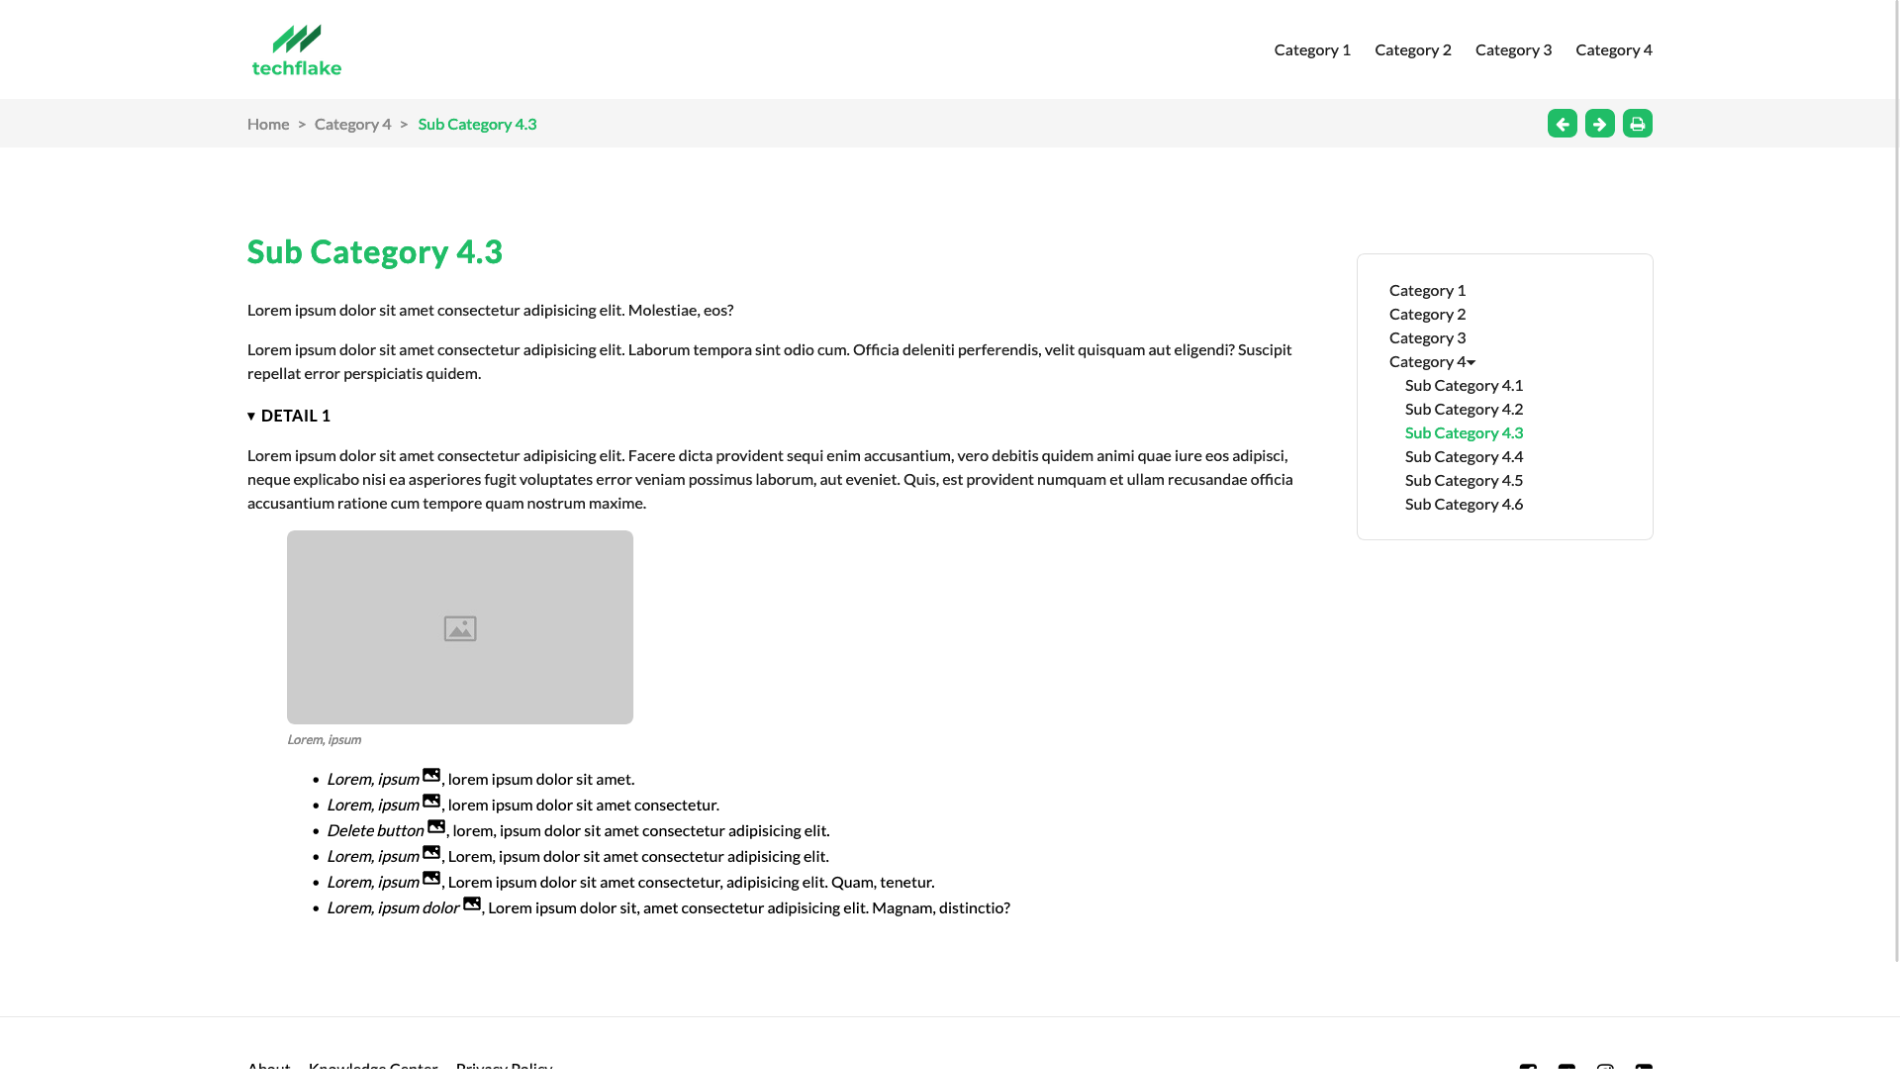 techflake
Category 1 Category 2 Category 3 Category 4
Home > Category 4 > Sub Category 4.3
Sub Category 4.3
Lorem ipsum dolor sit amet consectetur adipisicing elit. Molestiae, eos?
Lorem ipsum dolor sit amet consectetur adipisicing elit. Laborum tempora sint odio cum. Officia deleniti perferendis, velit quisquam aut eligendi? Suscipit
repellat error perspiciatis quidem.
▾ DETAIL 1
Lorem ipsum dolor sit amet consectetur adipisicing elit. Facere dicta provident sequi enim accusantium, vero debitis quidem animi quae iure eos adipisci,
neque explicabo nisi ea asperiores fugit voluptates error veniam possimus laborum, aut eveniet. Quis, est provident numquam et ullam recusandae officia
accusantium ratione cum tempore quam nostrum maxime.
Lorem, ipsum
• Lorem, ipsum , lorem ipsum dolor sit amet.
• Lorem, ipsum , lorem ipsum dolor sit amet consectetur.
• Delete button , lorem, ipsum dolor sit amet consectetur adipisicing elit.
• Lorem, ipsum , Lorem, ipsum dolor sit amet consectetur adipisicing elit.
• Lorem, ipsum , Lorem ipsum dolor sit amet consectetur, adipisicing elit. Quam, tenetur.
• Lorem, ipsum dolor , Lorem ipsum dolor sit, amet consectetur adipisicing elit. Magnam, distinctio?
Category 1
Category 2
Category 3
Category 4
Sub Category 4.1
Sub Category 4.2
Sub Category 4.3
Sub Category 4.4
Sub Category 4.5
Sub Category 4.6
About Knowledge Center Privacy Policy